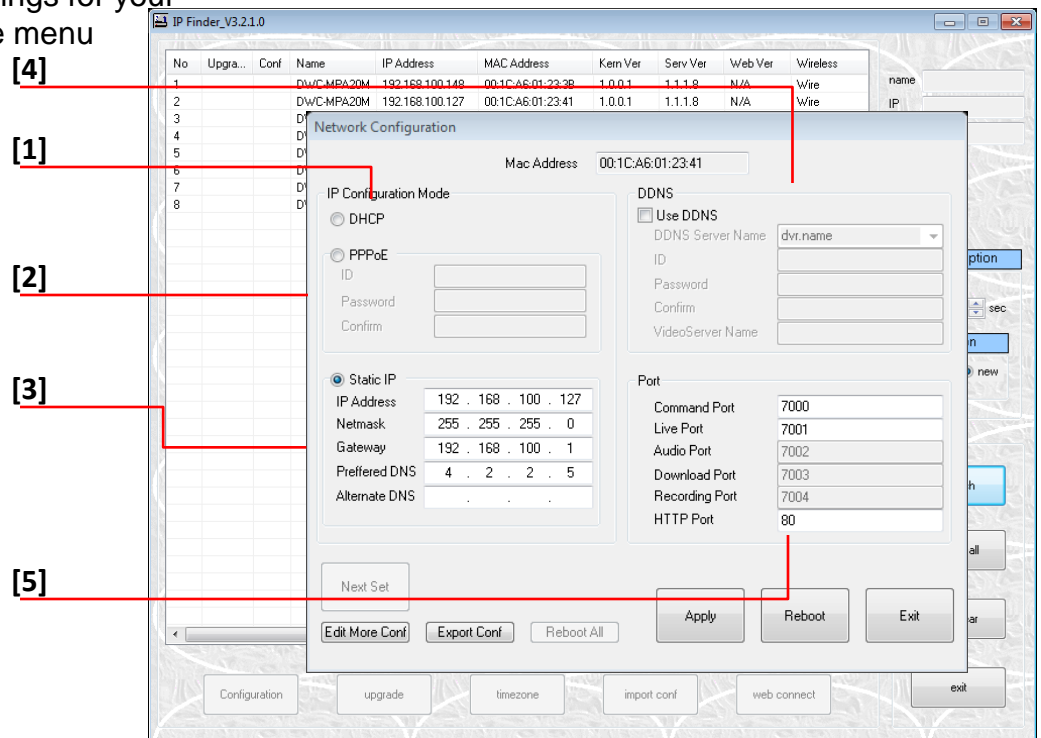 ings for your
e menu
IP Finder_V3.2.1.0
[4]
No Upgra... Conf Name IP Address MAC Address Kern Ver Serv Ver Web Ver Wireless
name
1 DWC-MPA20M 192.168.100.148 00:1C:A6:01:23:3B 1.0.0.1 1.1.1.8 N/A Wire
2 DWC-MPA20M 192.168.100.127 00:1C:A6:01:23:41 1.0.0.1 1.1.1.8 N/A Wire
IP
3
4
5
6
7
8
Network Configuration
[1]
Mac Address 00:1C:A6:01:23:41
IP Configuration Mode
DHCP
[2]
PPPoE
ID
Password
Confirm
[3]
Static IP
IP Address 192 . 168 . 100 . 127
Netmask 255 . 255 . 255 . 0
Gateway 192 . 168 . 100 . 1
Preffered DNS 4 . 2 . 2 . 5
Alternate DNS . . .
DDNS
Use DDNS
DDNS Server Name dvr.name
ID
Password
Confirm
VideoServer Name
Port
Command Port 7000
Live Port 7001
Audio Port 7002
Download Port 7003
Recording Port 7004
HTTP Port 80
[5]
Next Set
Apply Reboot Exit
Edit More Conf Export Conf Reboot All
ption
sec
n
new
h
all
ar
Configuration upgrade timezone import conf web connect exit